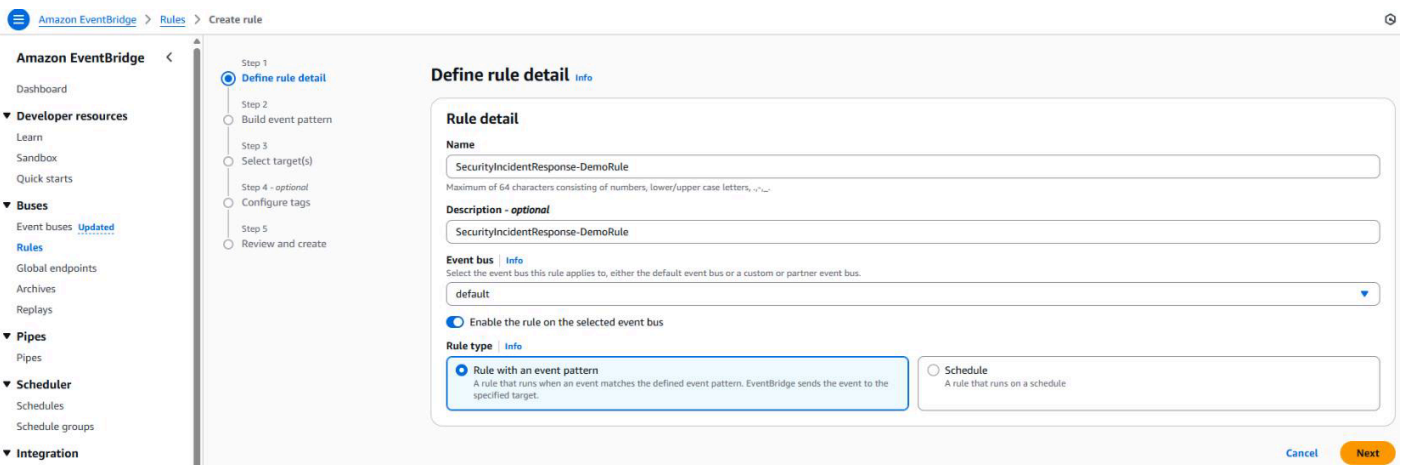 Amazon EventBridge > Rules > Create rule
Amazon EventBridge
Dashboard
Developer resources
Learn
Sandbox
Quick starts
Buses
Event buses Updated
Rules
Global endpoints
Archives
Replays
Pipes
Pipes
Scheduler
Schedules
Schedule groups
Integration
Step 1
Define rule detail
Step 2
Build event pattern
Step 3
Select target(s)
Step 4 - optional
Configure tags
Step 5
Review and create
Define rule detail Info
Rule detail
Name
SecurityIncidentResponse-DemoRule
Maximum of 64 characters consisting of numbers, lower/upper case letters, .,-,_.
Description - optional
SecurityIncidentResponse-DemoRule
Event bus Info
Select the event bus this rule applies to, either the default event bus or a custom or partner event bus.
default
Enable the rule on the selected event bus
Rule type Info
Rule with an event pattern
A rule that runs when an event matches the defined event pattern. EventBridge sends the event to the
specified target.
Schedule
A rule that runs on a schedule
Cancel
Next